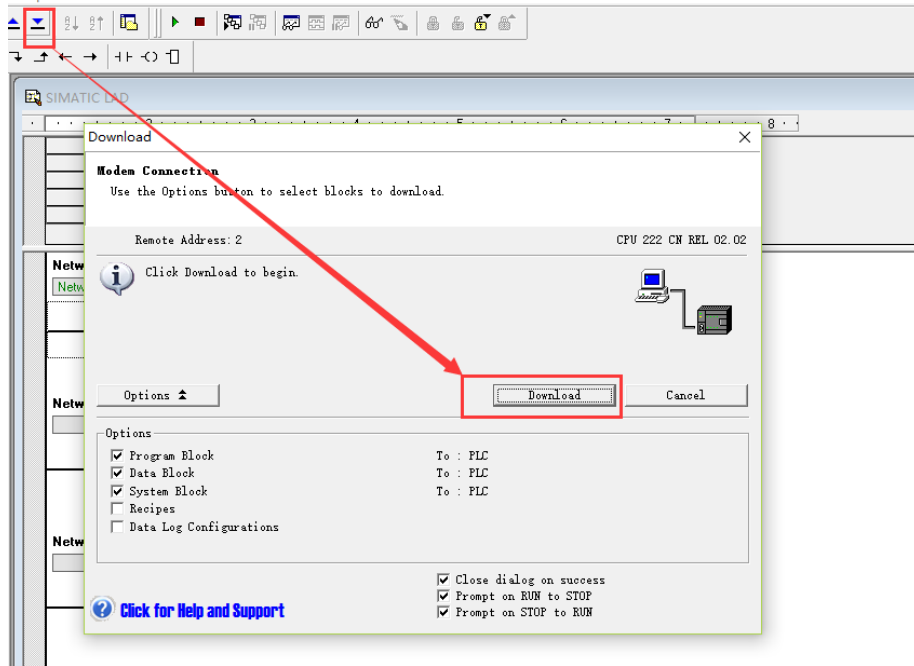 SIMATIC LAD
8
Download
Modem Connection
Use the Options button to select blocks to download.
Remote Address: 2 CPU 222 CN REL 02.02
Click Download to begin.
Netw
Netw
Options Download Cancel
Netw
Options
Program Block To : PLC
Data Block To : PLC
System Block To : PLC
Recipes
Data Log Configurations
Netw
Close dialog on success
Prompt on RUN to STOP
Click for Help and Support
Prompt on STOP to RUN